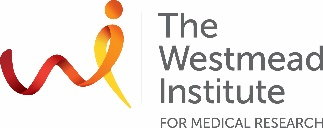 The
Westmead
Institute
FOR MEDICAL RESEARCH